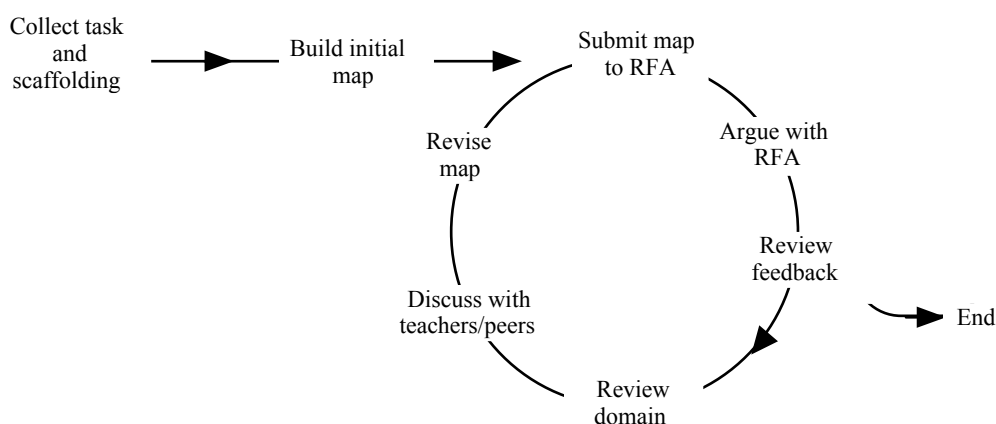 Collect task
and
scaffolding
Build initial
map
Submit map
to RFA
Argue with
RFA
Review
feedback
End
Review
domain
Discuss with
teachers/peers
Revise
map